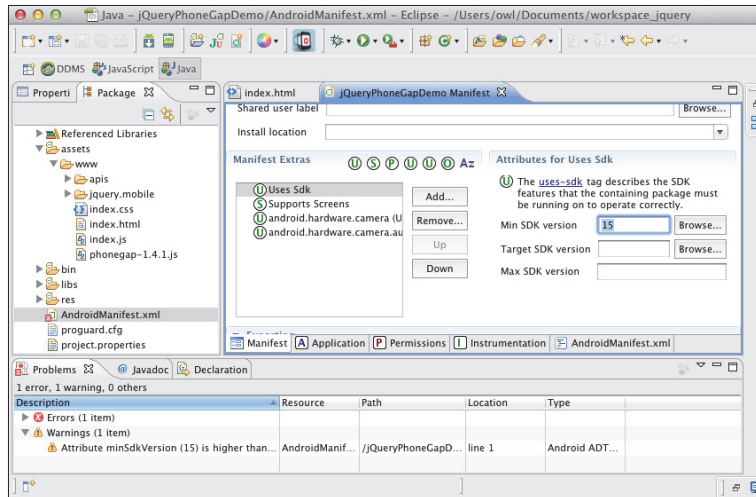 Java – jQueryPhoneGapDemo/AndroidManifest.xml – Eclipse – /Users/owl/Documents/workspace_jquery
DDMS JavaScript Java
Properti Package
Referenced Libraries
assets
www
apis
jquery.mobile
index.css
index.html
index.js
phonegap-1.4.1.js
bin
libs
res
AndroidManifest.xml
proguard.cfg
project.properties
index.html jQueryPhoneGapDemo Manifest
Shared user label Browse...
Install location
Manifest Extras U S P U U O Az
U Uses Sdk
S Supports Screens
U android.hardware.camera (U
U android.hardware.camera.au
Add...
Remove...
Up
Down
Attributes for Uses Sdk
U The uses-sdk tag describes the SDK
features that the containing package must
be running on to operate correctly.
Min SDK version 15 Browse...
Target SDK version Browse...
Max SDK version
Manifest A Application P Permissions I Instrumentation AndroidManifest.xml
Problems @ Javadoc Declaration
1 error, 1 warning, 0 others
Description Resource Path Location Type
Errors (1 item)
Warnings (1 item)
Attribute minSdkVersion (15) is higher than... AndroidManif... /jQueryPhoneGapD... line 1 Android ADT...